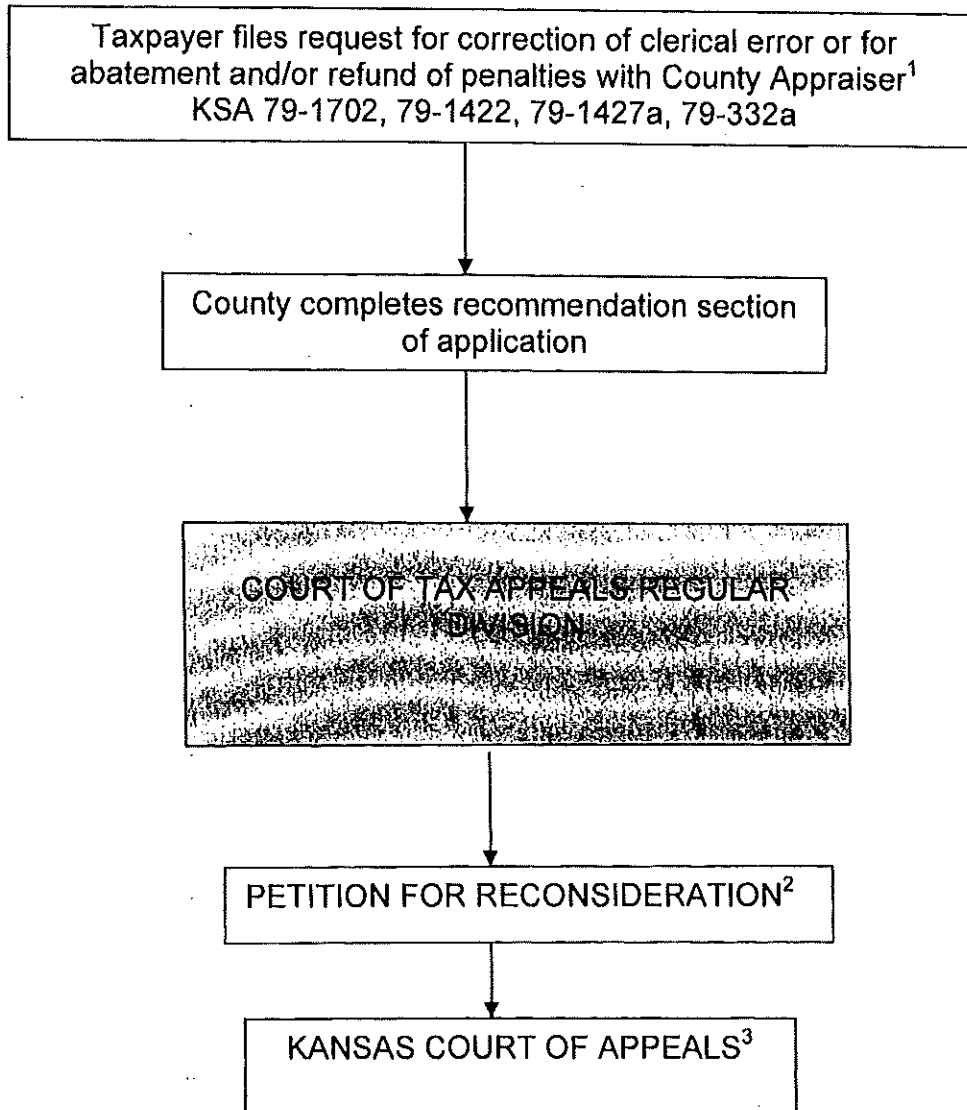 Taxpayer files request for correction of clerical error or for
abatement and/or refund of penalties with County Appraiser¹
KSA 79-1702, 79-1422, 79-1427a, 79-332a
County completes recommendation section
of application
COURT OF TAX APPEALS REGULAR
DIVISION
PETITION FOR RECONSIDERATION²
KANSAS COURT OF APPEALS³